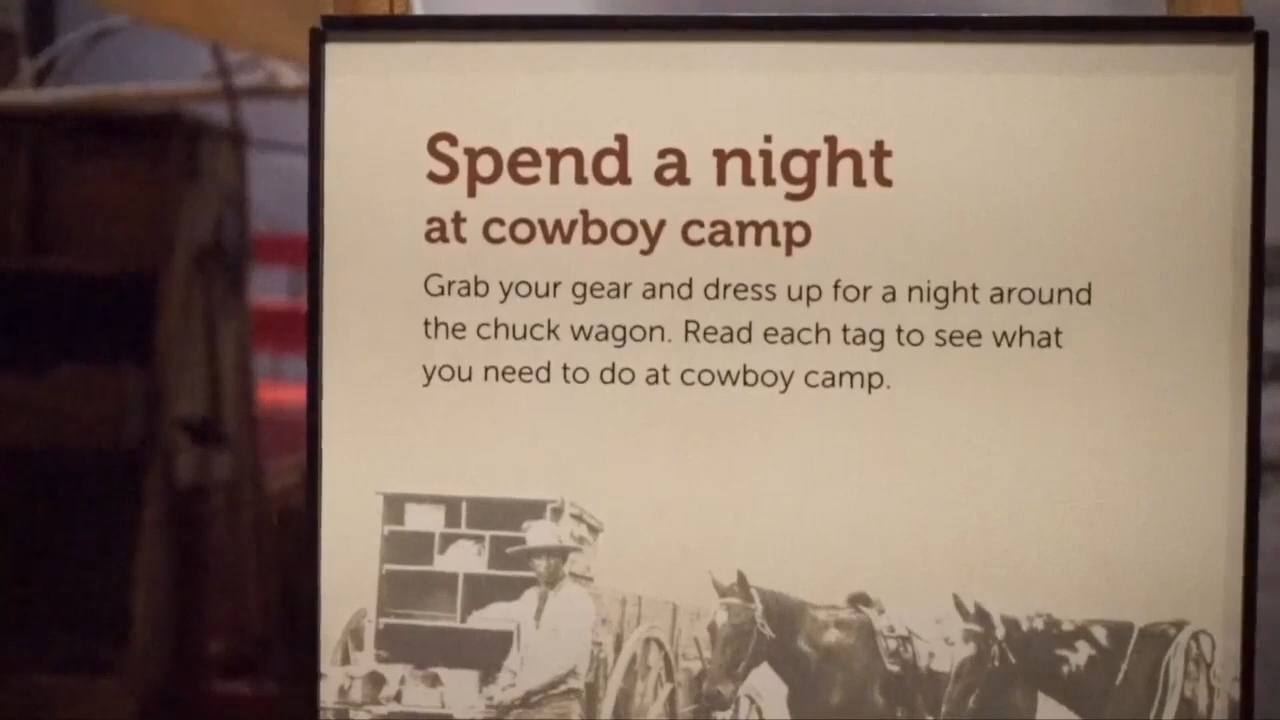 Spend a night
at cowboy camp
Grab your gear and dress up for a night around
the chuck wagon. Read each tag to see what
you need to do at cowboy camp.